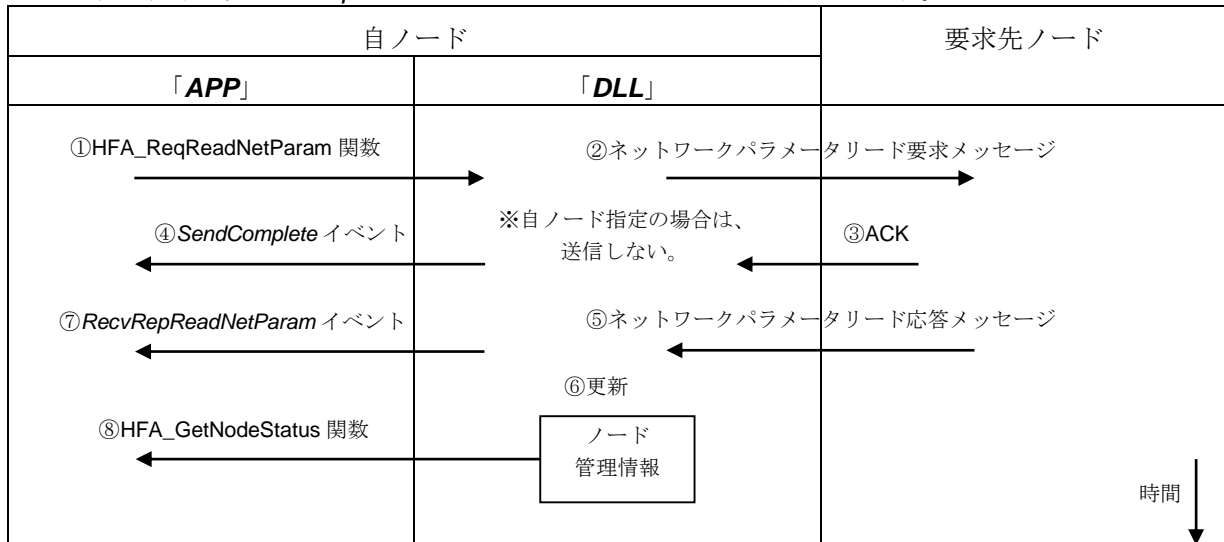 自ノード
要求先ノード
「APP」
「DLL」
①HFA_ReqReadNetParam 関数
②ネットワークパラメータリード要求メッセージ
④SendComplete イベント
※自ノード指定の場合は、
送信しない。
③ACK
⑦RecvRepReadNetParam イベント
⑤ネットワークパラメータリード応答メッセージ
⑥更新
⑧HFA_GetNodeStatus 関数
ノード
管理情報
時間